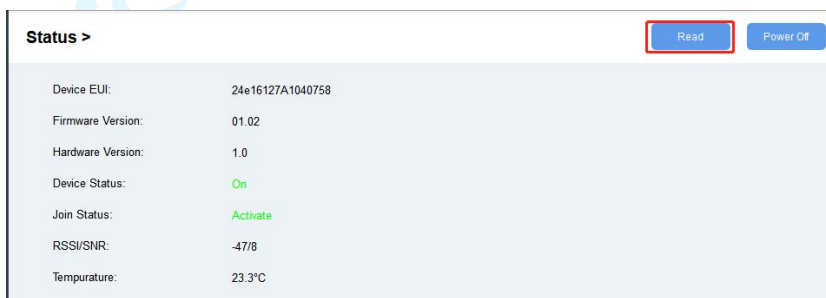 Status >
Read
Power Off
Device EUI: 24e16127A1040758
Firmware Version: 01.02
Hardware Version: 1.0
Device Status: On
Join Status: Activate
RSSI/SNR: -47/8
Tempurature: 23.3°C